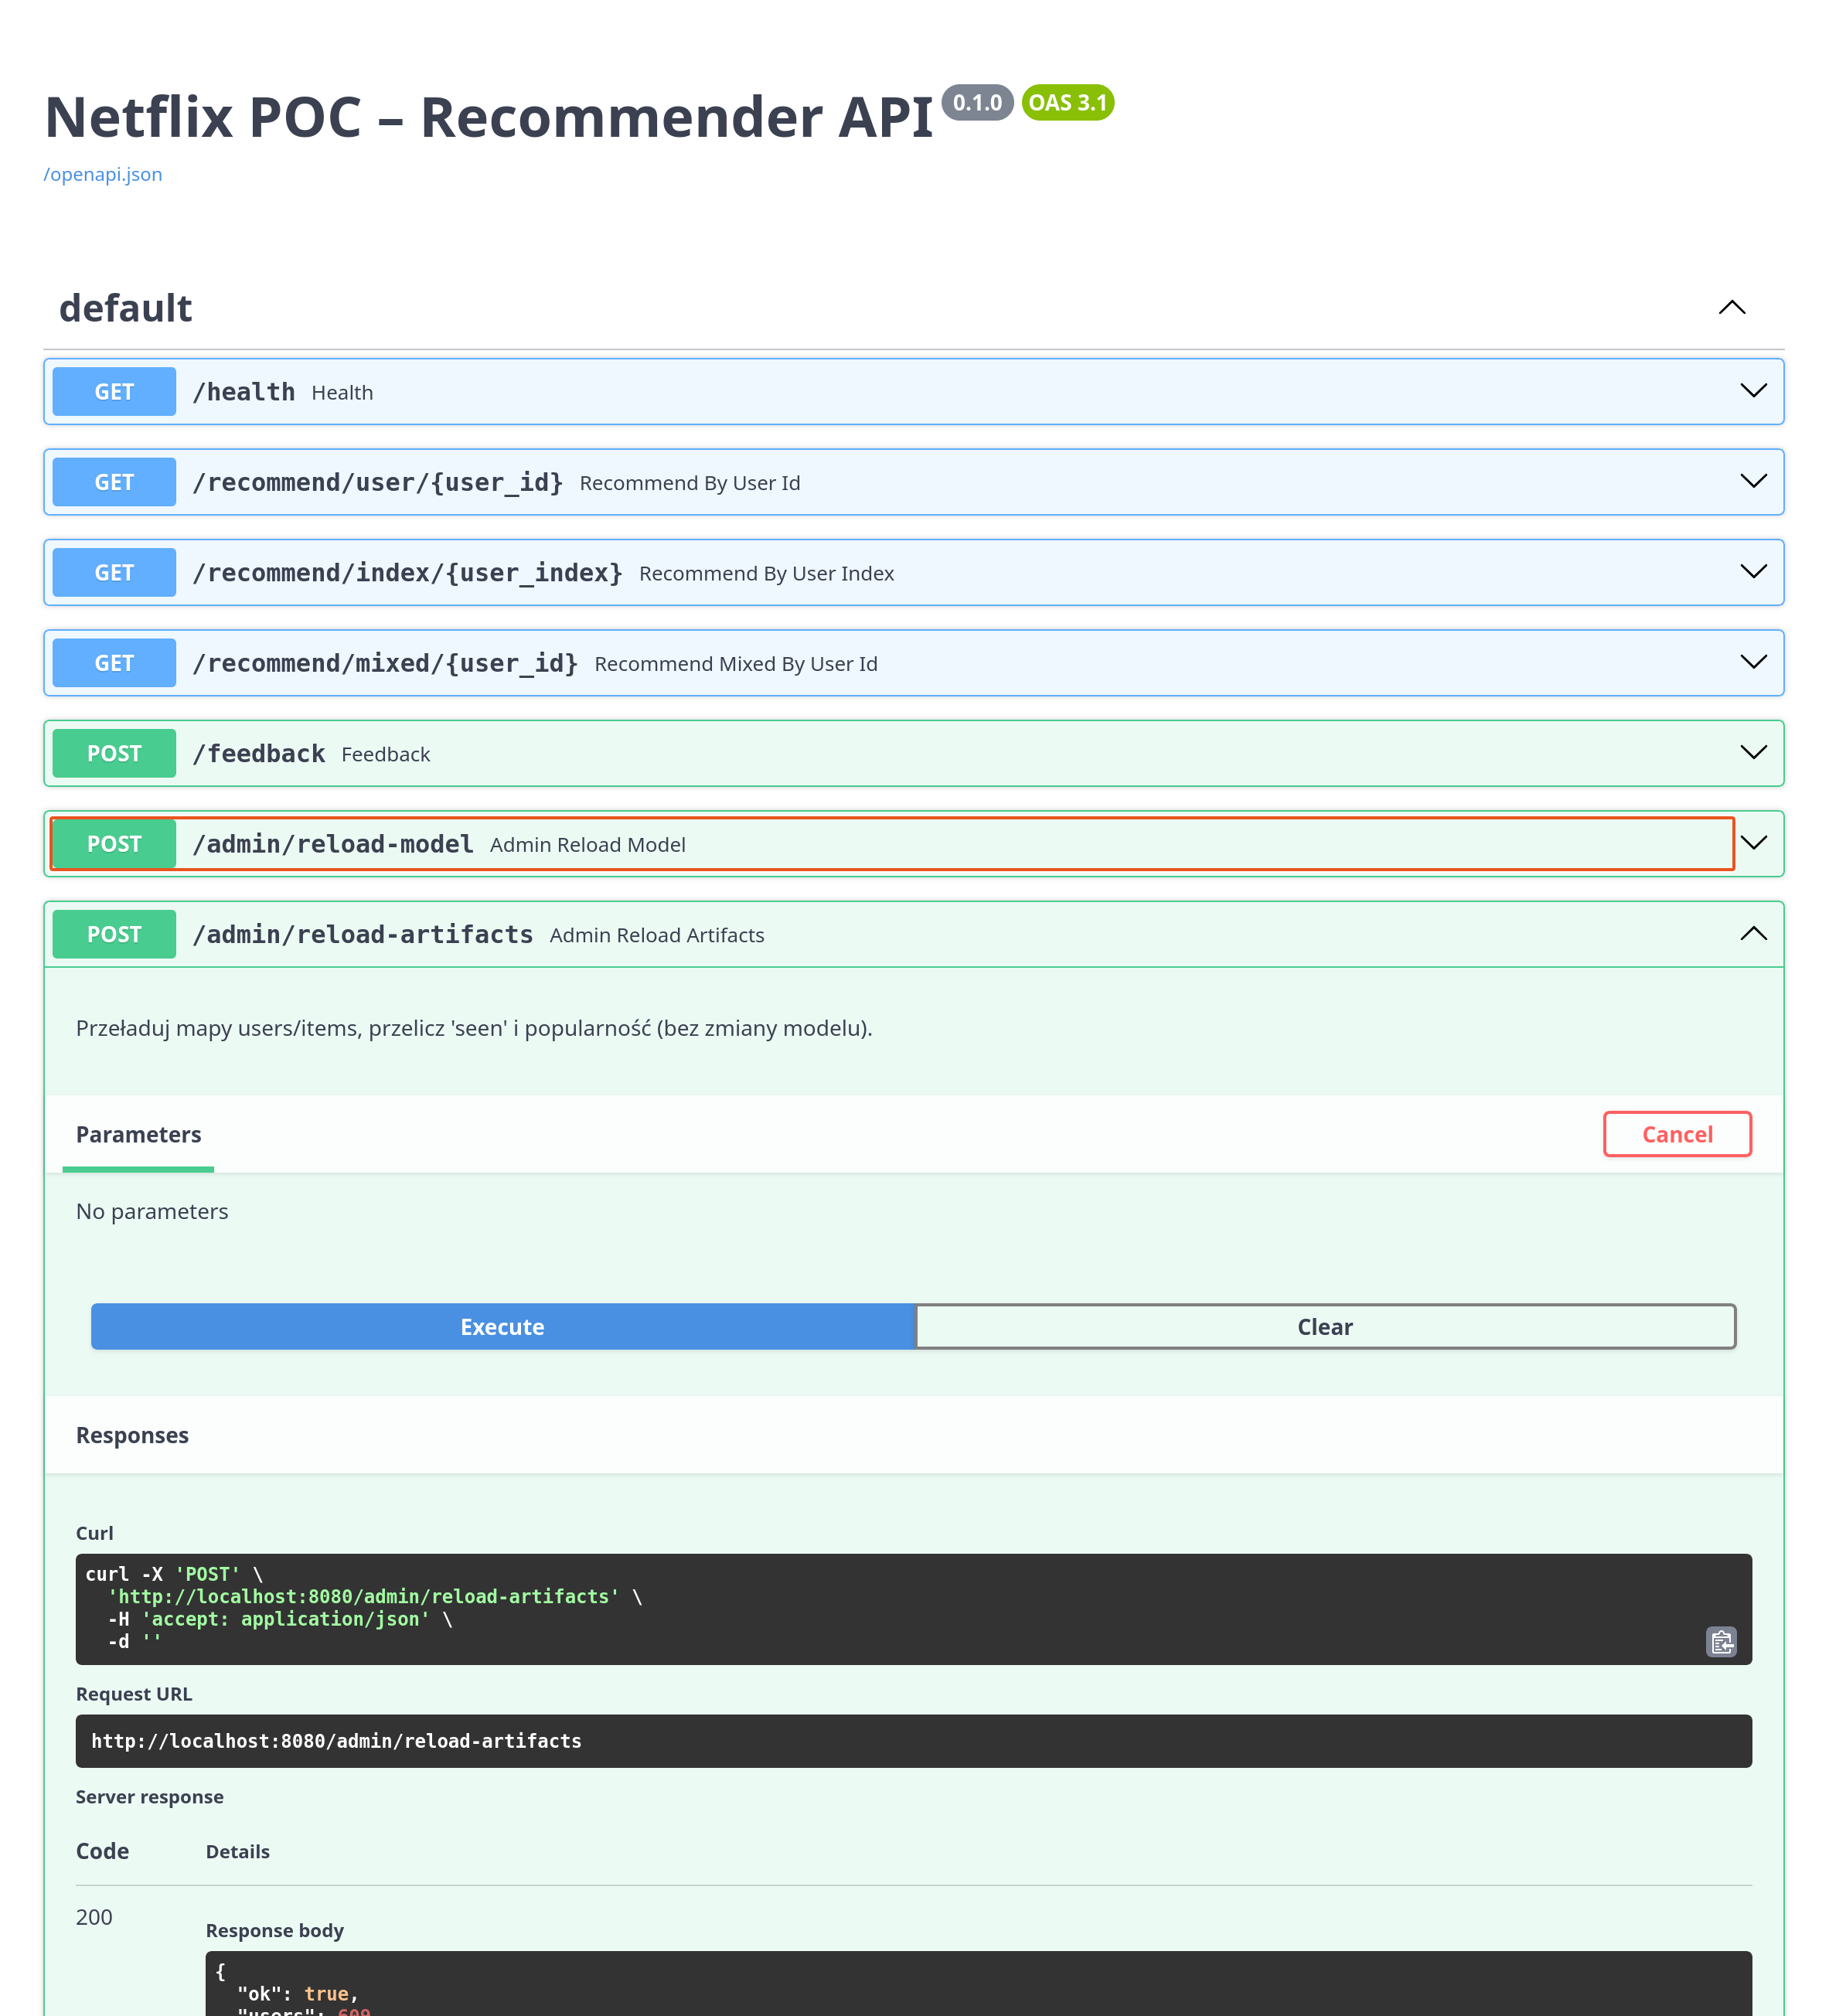 Netflix POC – Recommender API 0.1.0 OAS 3.1
/openapi.json
default
GET /health Health
GET /recommend/user/{user_id} Recommend By User Id
GET /recommend/index/{user_index} Recommend By User Index
GET /recommend/mixed/{user_id} Recommend Mixed By User Id
POST /feedback Feedback
POST /admin/reload-model Admin Reload Model
POST /admin/reload-artifacts Admin Reload Artifacts
Przeładuj mapy users/items, przelicz 'seen' i popularność (bez zmiany modelu).
Parameters Cancel
No parameters
Execute Clear
Responses
Curl
curl -X 'POST' \
'http://localhost:8080/admin/reload-artifacts' \
-H 'accept: application/json' \
-d ''
Request URL
http://localhost:8080/admin/reload-artifacts
Server response
Code Details
200
Response body
{
"ok": true,
"users": 609